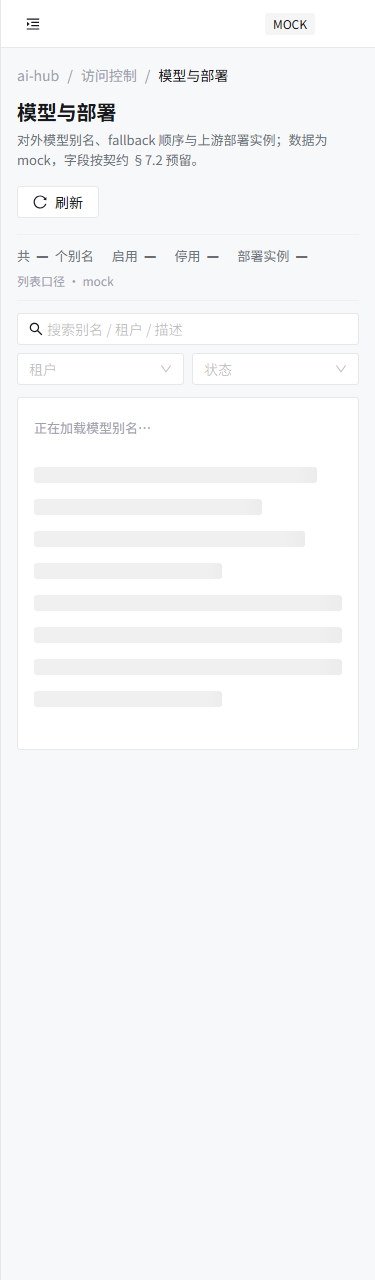 MOCK
ai-hub / 访问控制 / 模型与部署
模型与部署
对外模型别名、fallback 顺序与上游部署实例；数据为
mock，字段按契约 §7.2 预留。
刷新
共 — 个别名 启用 — 停用 — 部署实例 —
列表口径 · mock
搜索别名 / 租户 / 描述
租户 状态
正在加载模型别名…